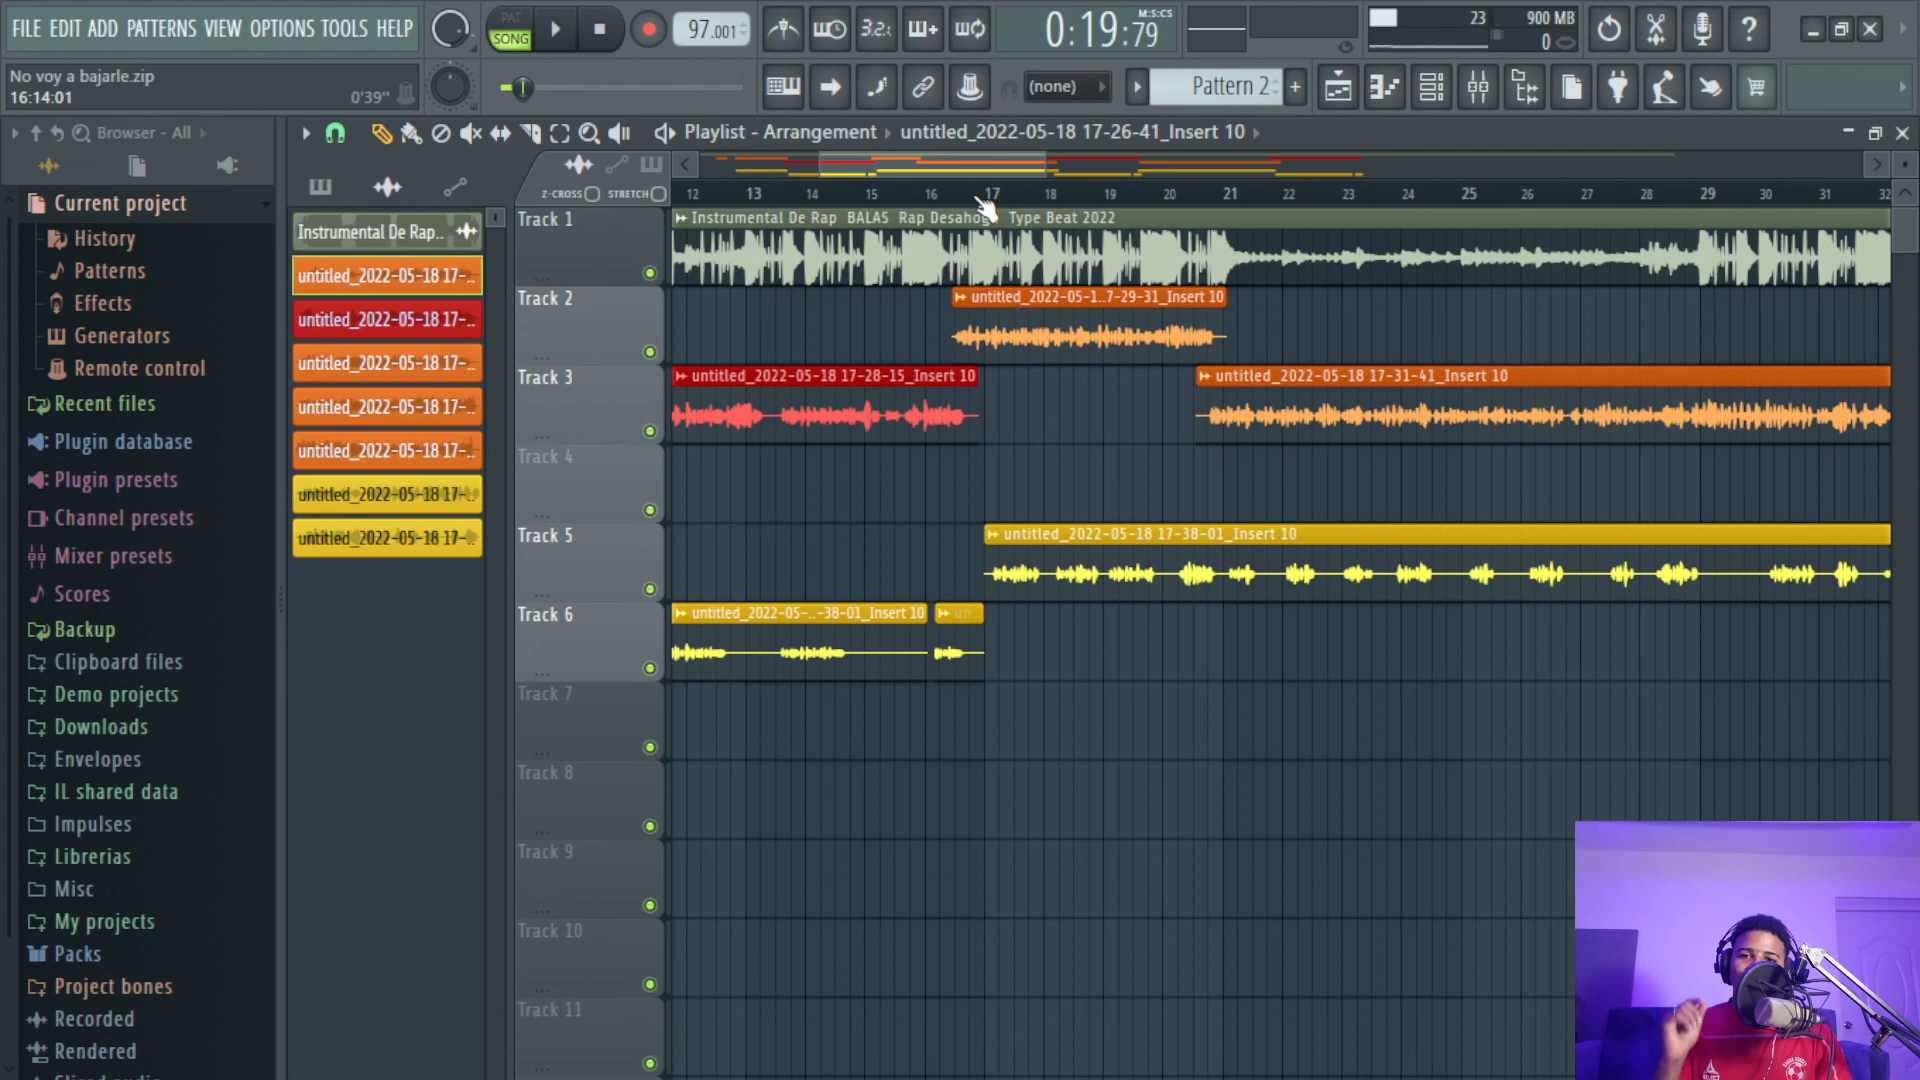 FILE EDIT ADD PATTERNS VIEW OPTIONS TOOLS HELP
PAT
SONG
97.001
3.2.
M:S:CS
0:19:79
23
900 MB
0
No voy a bajarle.zip
16:14:01
0'39"
(none)
Pattern 2
Browser - All
Playlist - Arrangement
untitled_2022-05-18 17-26-41_Insert 10
Z-CROSS
STRETCH
12 13 14 15 16 17 18 19 20 21 22 23 24 25 26 27 28 29 30 31 32
Current project
History
Patterns
Effects
Generators
Remote control
Recent files
Plugin database
Plugin presets
Channel presets
Mixer presets
Scores
Backup
Clipboard files
Demo projects
Downloads
Envelopes
IL shared data
Impulses
Librerias
Misc
My projects
Packs
Project bones
Recorded
Rendered
Sliced audio
Instrumental De Rap..
untitled_2022-05-18 17-..
untitled_2022-05-18 17-..
untitled_2022-05-18 17-..
untitled_2022-05-18 17-..
untitled_2022-05-18 17-..
untitled_2022-05-18 17-..
untitled_2022-05-18 17-..
Track 1
Instrumental De Rap BALAS Rap Type Beat 2022
Track 2
untitled_2022-05-1..7-29-31_Insert 10
Track 3
untitled_2022-05-18 17-28-15_Insert 10
untitled_2022-05-18 17-31-41_Insert 10
Track 4
Track 5
untitled_2022-05-18 17-38-01_Insert 10
Track 6
untitled_2022-05-..-38-01_Insert 10
un..
Track 7
Track 8
Track 9
Track 10
Track 11